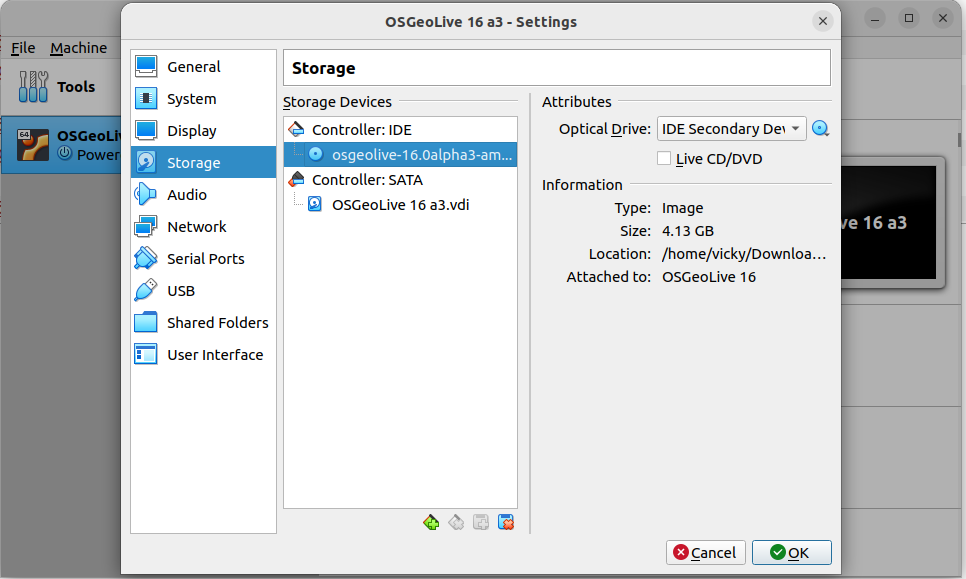 OSGeoLive 16 a3 - Settings
File Machine
Tools
64
OSGeoLiv
Power
General
System
Display
Storage
Audio
Network
Serial Ports
USB
Shared Folders
User Interface
Storage
Storage Devices
Controller: IDE
osgeolive-16.0alpha3-am...
Controller: SATA
OSGeoLive 16 a3.vdi
Attributes
Optical Drive: IDE Secondary Dev
Live CD/DVD
Information
Type: Image
Size: 4.13 GB
Location: /home/vicky/Downloa...
Attached to: OSGeoLive 16
ve 16 a3
Cancel
OK